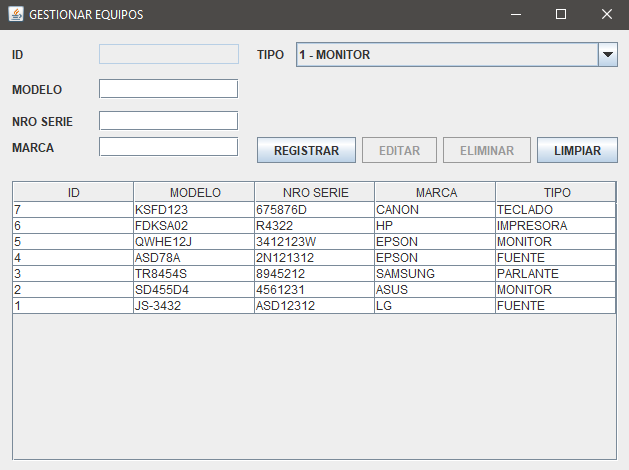 GESTIONAR EQUIPOS
ID TIPO 1 - MONITOR
MODELO
NRO SERIE
MARCA REGISTRAR EDITAR ELIMINAR LIMPIAR
ID MODELO NRO SERIE MARCA TIPO
7 KSFD123 675876D CANON TECLADO
6 FDKSA02 R4322 HP IMPRESORA
5 QWHE12J 3412123W EPSON MONITOR
4 ASD78A 2N121312 EPSON FUENTE
3 TR8454S 8945212 SAMSUNG PARLANTE
2 SD455D4 4561231 ASUS MONITOR
1 JS-3432 ASD12312 LG FUENTE